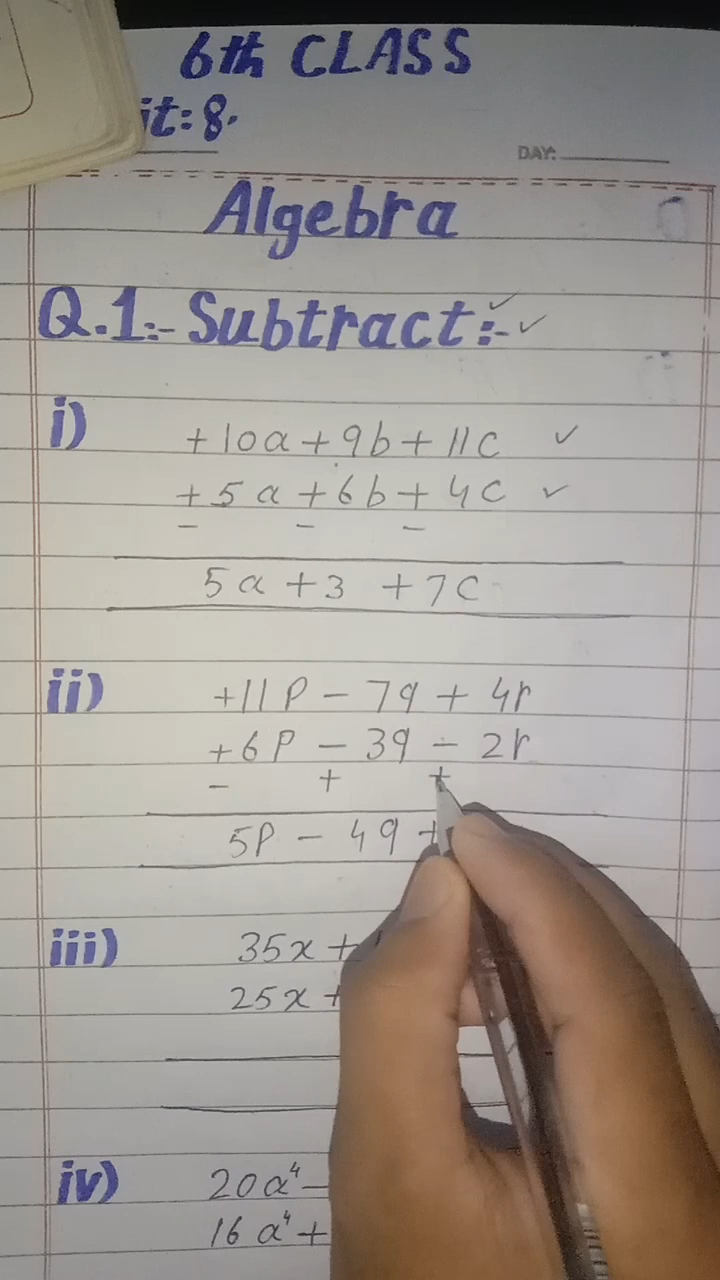 6th CLASS
it:8.
DAY:
Algebra
Q.1:- Subtract:-
i)
+10a+9b+11c
+5a+6b+4c
- - -
5a+3 +7c
ii)
+11p-7q+4r
+6p-3q-2r
- + +
5p-4q+
iii)
35x+
25x+
iv)
20a⁴-
16a⁴+